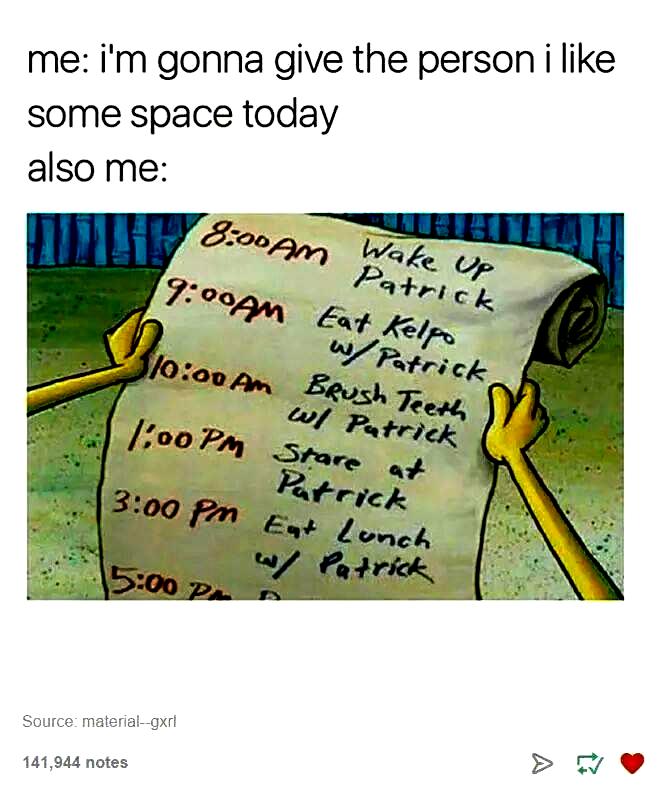 me: i'm gonna give the person i like
some space today
also me:
8:00 AM Wake Up
Patrick
9:00 AM Eat Kelpo
w/ Patrick
10:00 Am Brush Teeth
w/ Patrick
1:00 PM Stare at
Patrick
3:00 Pm Eat Lunch
w/ Patrick
5:00
Source: material--gxrl
141,944 notes